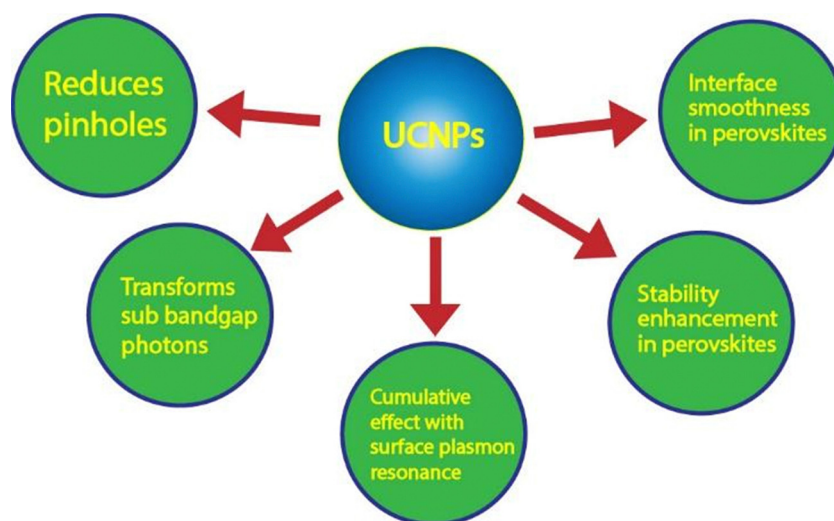 Reduces
pinholes
UCNPs
Interface
smoothness
in perovskites
Transforms
sub bandgap
photons
Stability
enhancement
in perovskites
Cumulative
effect with
surface plasmon
resonance